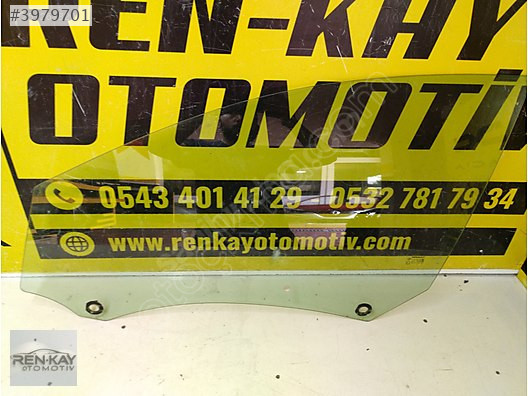 #3979701
REN-KAY
OTOMOTİV
0543 401 41 29 0532 781 79 34
www.renkayotomotiv.com
REN-KAY
OTOMOTİV